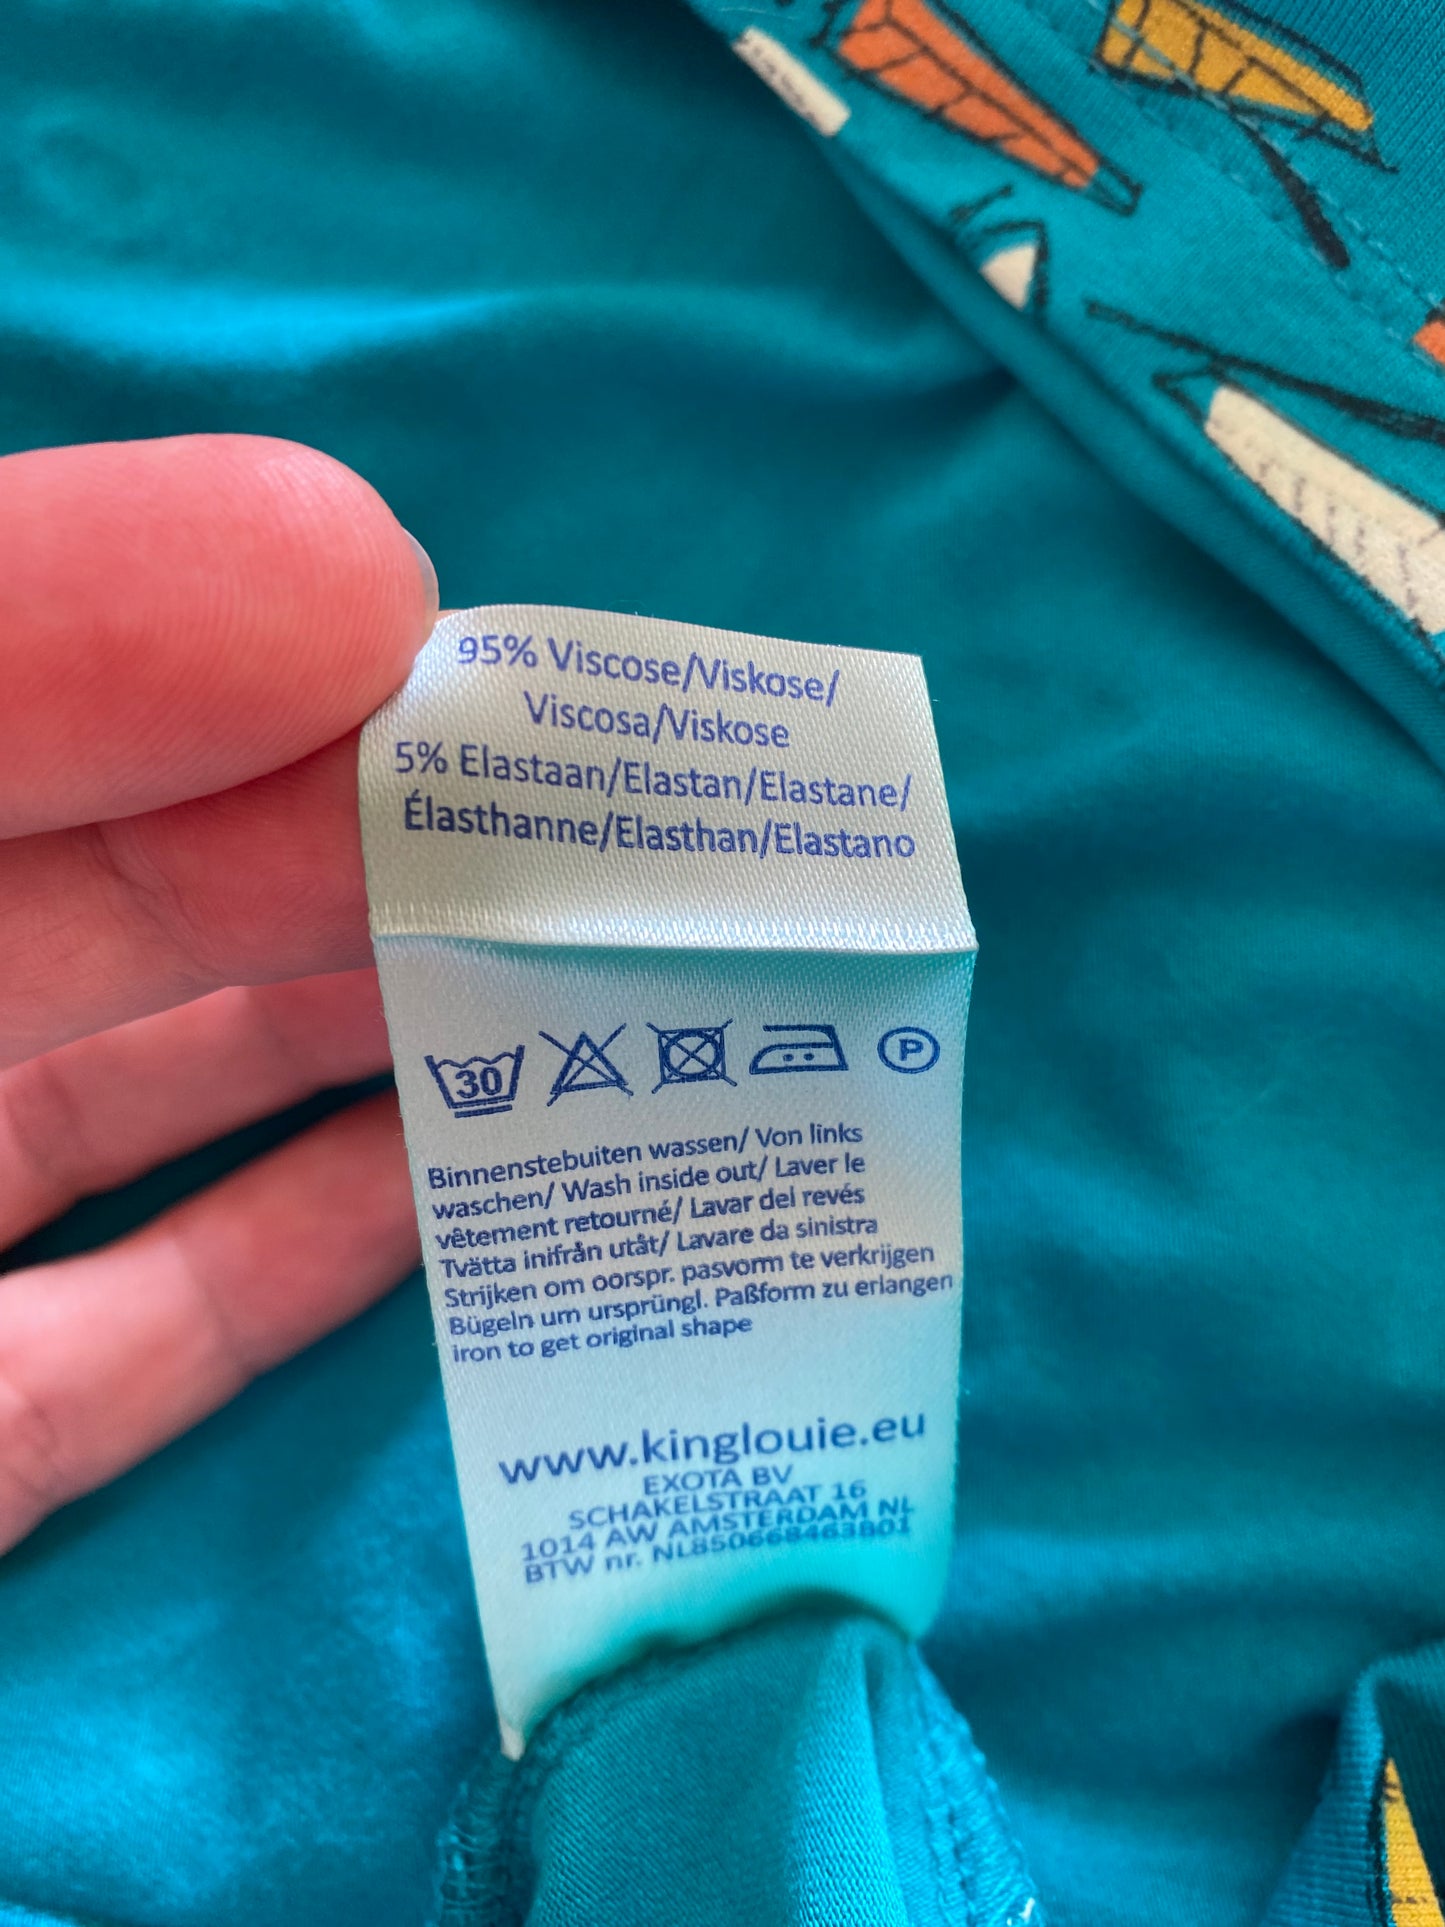 95% Viscose/Viskose/
Viscosa/Viskose
5% Elastaan/Elastan/Elastane/
Élasthanne/Elasthan/Elastano
30
P
Binnenstebuiten wassen/ Von links
waschen/ Wash inside out/ Laver le
vêtement retourné/ Lavar del revés
Tvätta inifrån utåt/ Lavare da sinistra
Strijken om oorspr. pasvorm te verkrijgen
Bügeln um ursprüngl. Paßform zu erlangen
iron to get original shape
www.kinglouie.eu
EXOTA BV
SCHAKELSTRAAT 16
1014 AW AMSTERDAM NL
BTW nr. NL850668463B01